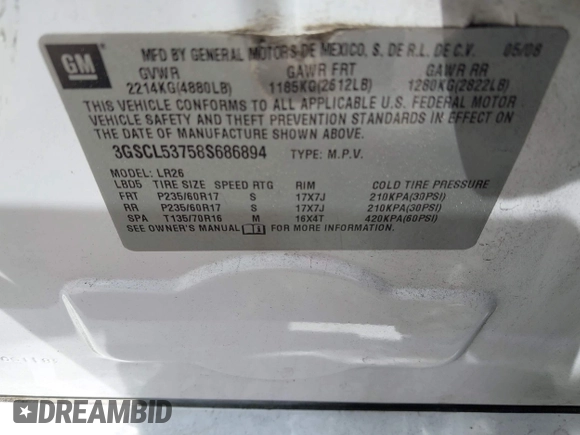 GM
MFD BY GENERAL MOTORS DE MEXICO, S. DE R.L. DE C.V. 05/08
GVWR GAWR FRT GAWR RR
2214KG(4880LB) 1185KG(2612LB) 1280KG(2822LB)
THIS VEHICLE CONFORMS TO ALL APPLICABLE U.S. FEDERAL MOTOR
VEHICLE SAFETY AND THEFT PREVENTION STANDARDS IN EFFECT ON
THE DATE OF MANUFACTURE SHOWN ABOVE.
3GSCL53758S686894 TYPE: M.P.V.
MODEL: LR26
LBD5 TIRE SIZE SPEED RTG RIM COLD TIRE PRESSURE
FRT P235/60R17 S 17X7J 210KPA(30PSI)
RR P235/60R17 S 17X7J 210KPA(30PSI)
SPA T135/70R16 M 16X4T 420KPA(60PSI)
SEE OWNER'S MANUAL FOR MORE INFORMATION.
DREAMBID